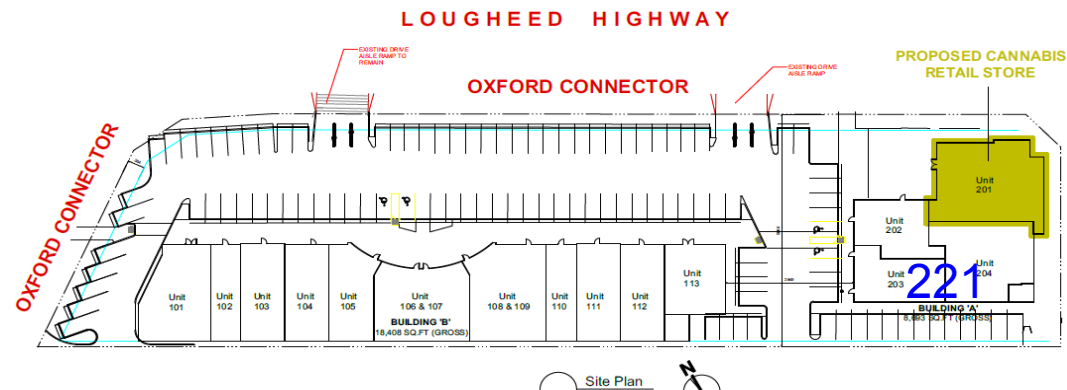 LOUGHEED HIGHWAY
EXISTING DRIVE
AISLE RAMP TO
REMAIN
PROPOSED CANNABIS
RETAIL STORE
EXISTING DRIVE
AISLE RAMP
OXFORD CONNECTOR
OXFORD CONNECTOR
Unit
201
Unit
202
Unit
203
Unit
204
221
BUILDING 'A'
8,893 SQ.FT (GROSS)
Unit
101
Unit
102
Unit
103
Unit
104
Unit
105
Unit
106 & 107
Unit
108 & 109
Unit
110
Unit
111
Unit
112
Unit
113
BUILDING 'B'
18,408 SQ.FT (GROSS)
Site Plan
N